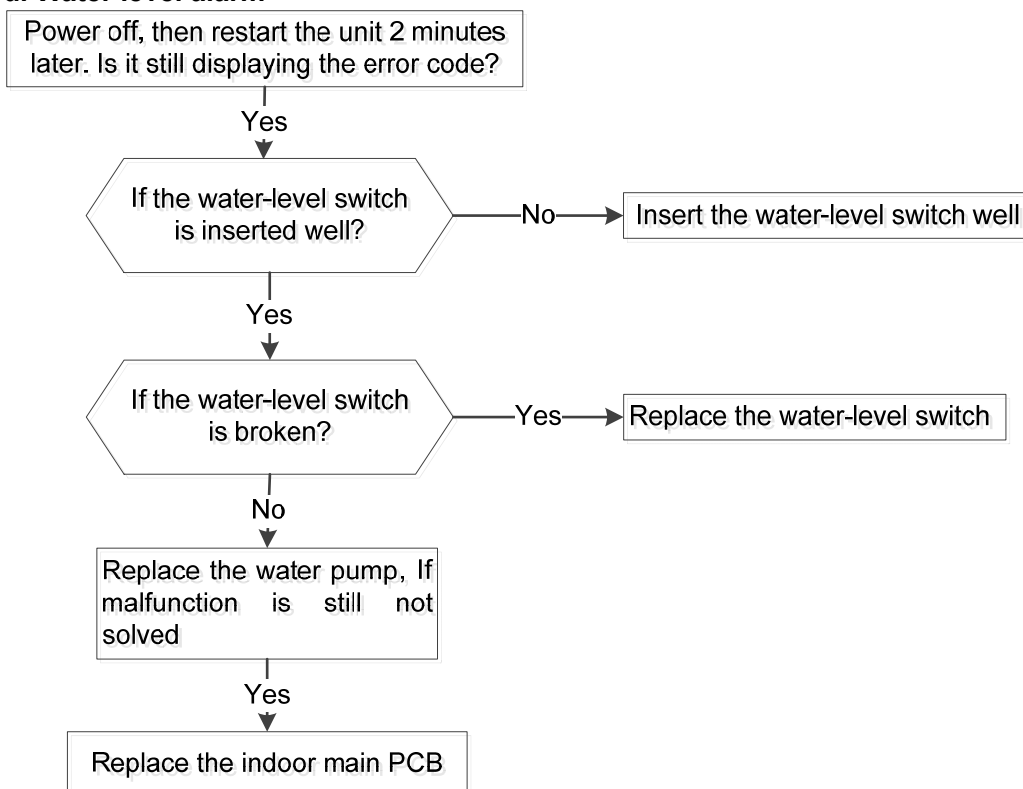 Power off, then restart the unit 2 minutes
later. Is it still displaying the error code?
Yes
If the water-level switch
is inserted well?
No
Insert the water-level switch well
Yes
If the water-level switch
is broken?
Yes
Replace the water-level switch
No
Replace the water pump, If
malfunction is still not
solved
Yes
Replace the indoor main PCB